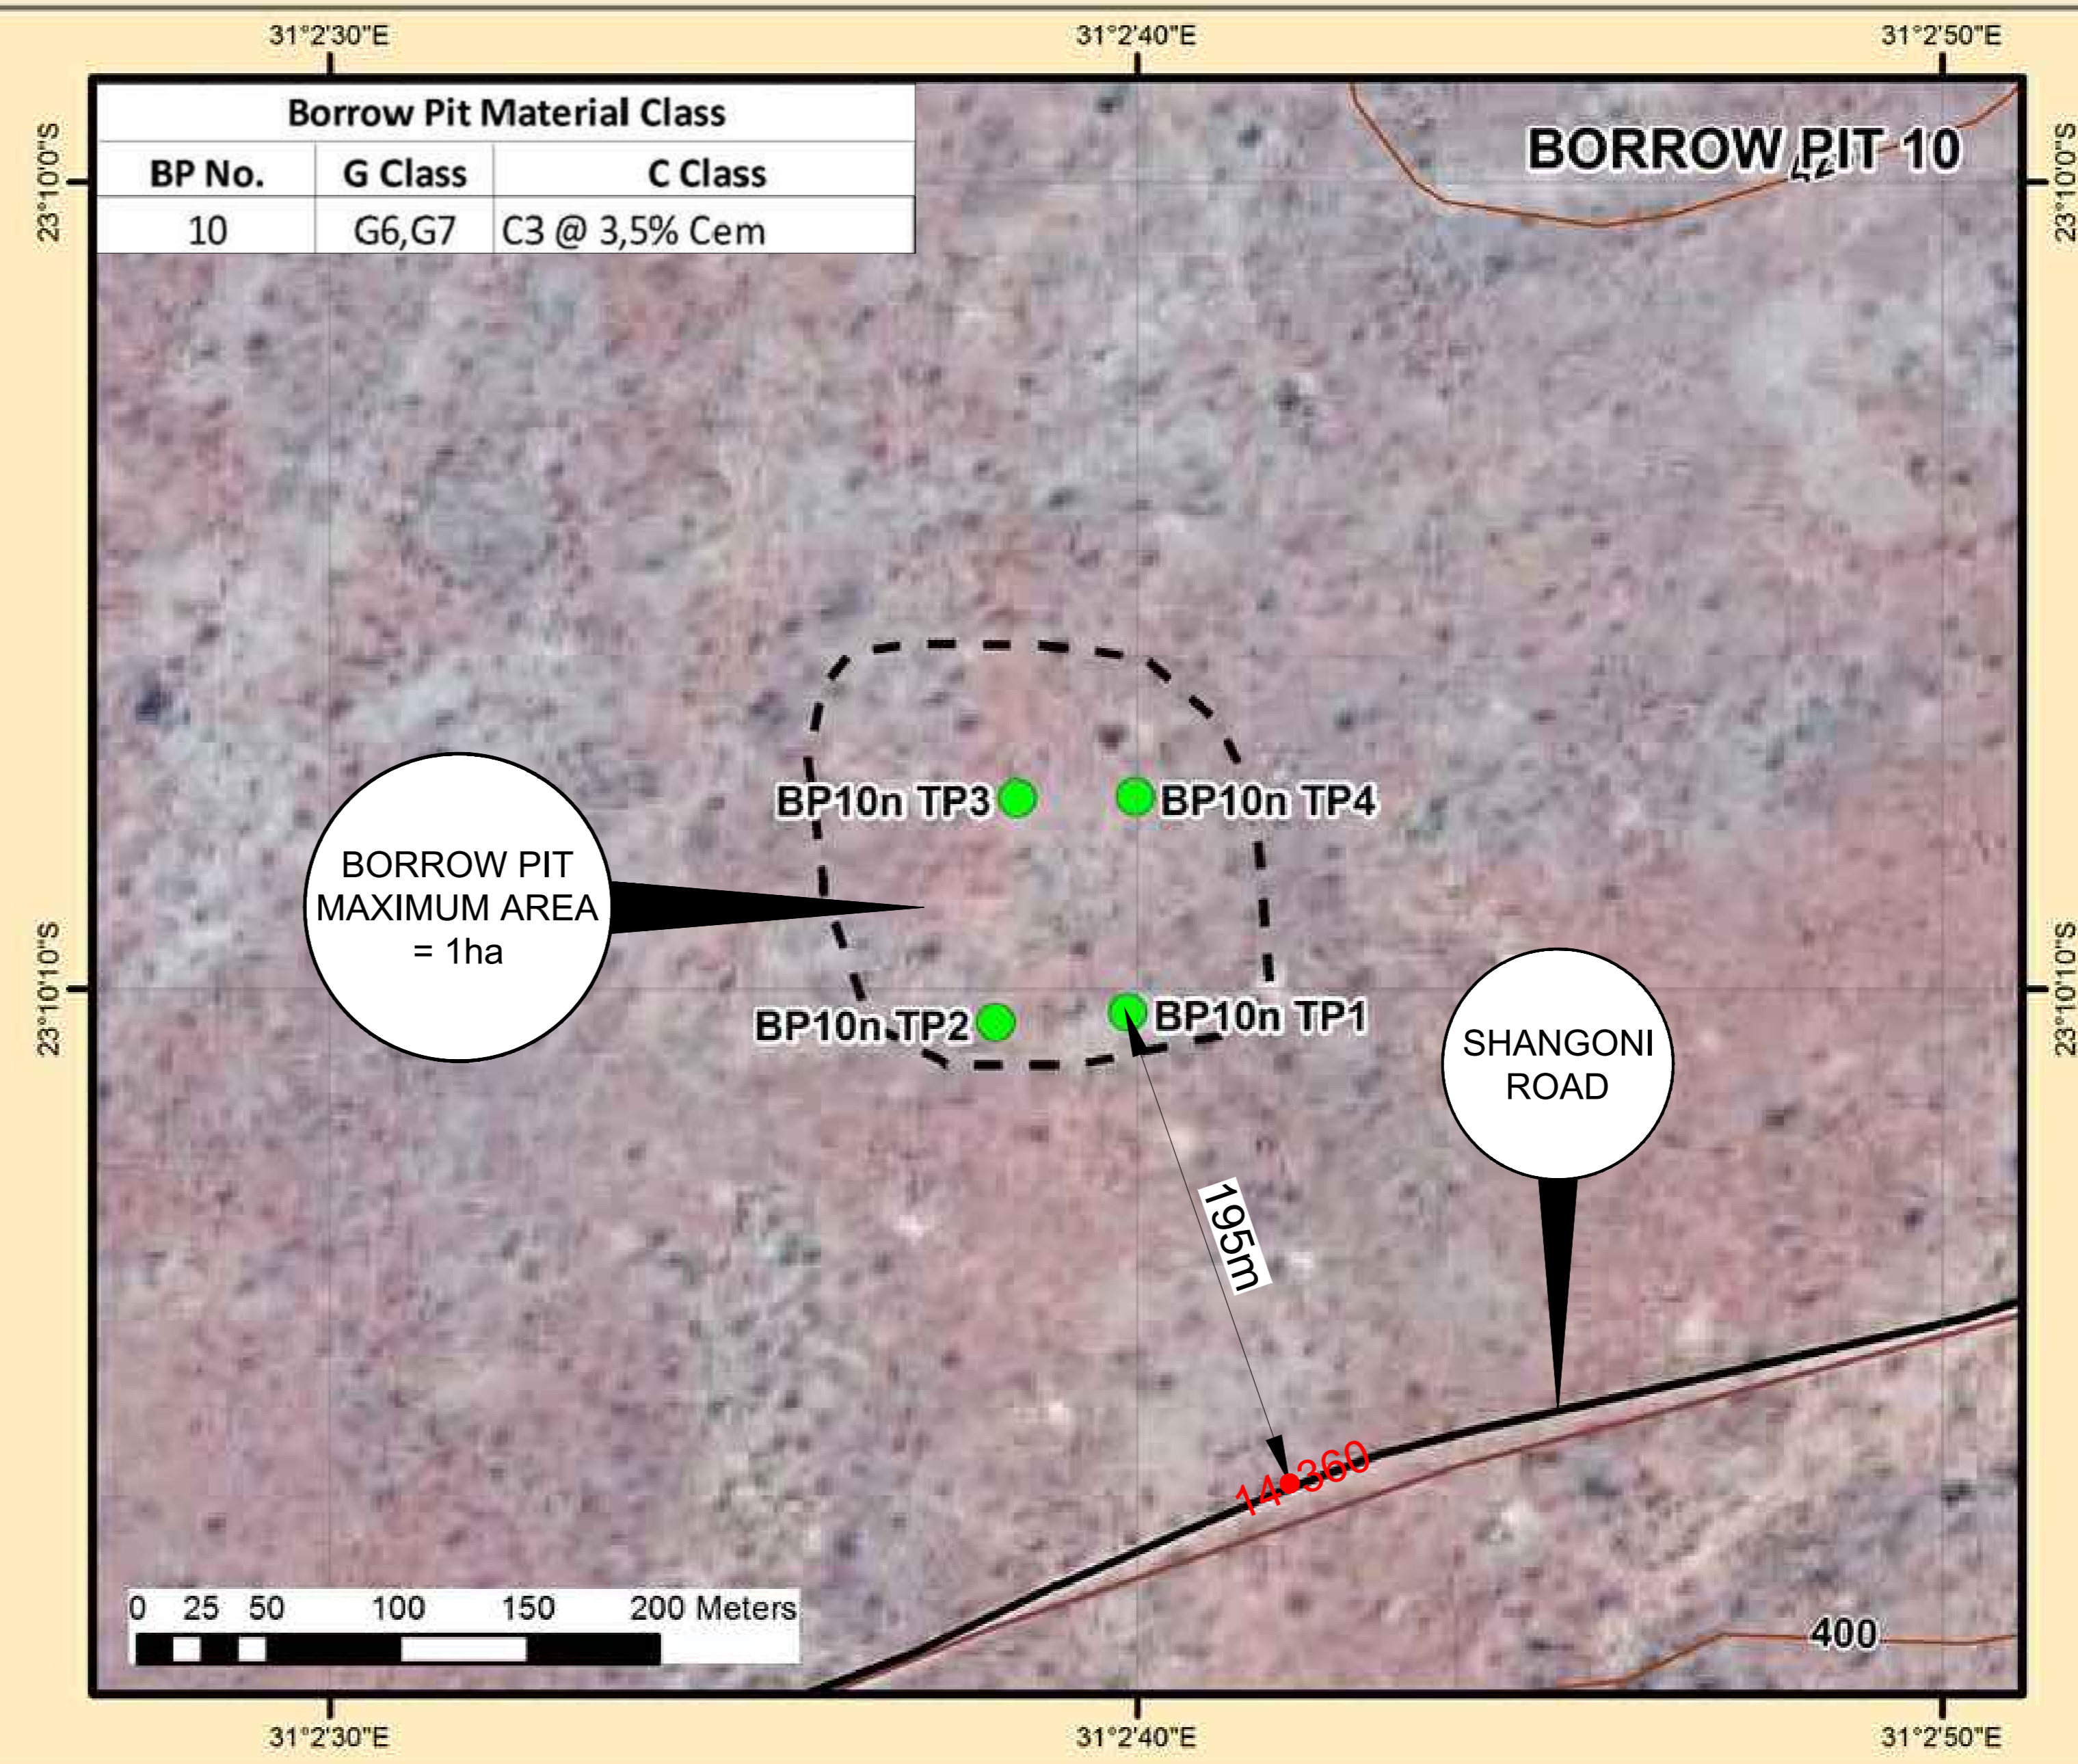 31°2'30"E 31°2'40"E 31°2'50"E
Borrow Pit Material Class
BP No. G Class C Class
10 G6,G7 C3 @ 3,5% Cem
BORROW PIT 10
23°10'0"S 23°10'0"S
BP10n TP3 BP10n TP4
BORROW PIT
MAXIMUM AREA
= 1ha
BP10n TP2 BP10n TP1
23°10'10"S 23°10'10"S
SHANGONI
ROAD
195m
14 360
0 25 50 100 150 200 Meters
400
31°2'30"E 31°2'40"E 31°2'50"E